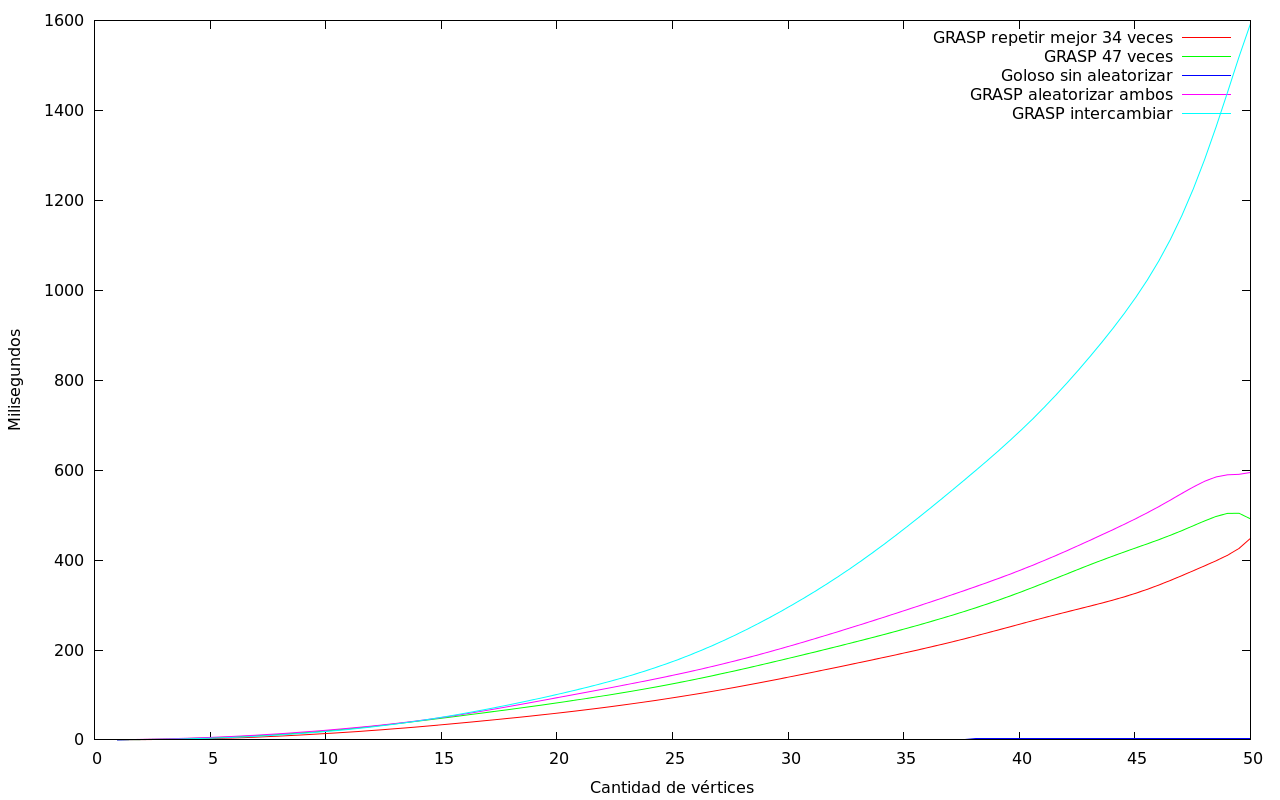 1600
1400
1200
1000
800
600
400
200
0
Milisegundos
GRASP repetir mejor 34 veces
GRASP 47 veces
Goloso sin aleatorizar
GRASP aleatorizar ambos
GRASP intercambiar
0 5 10 15 20 25 30 35 40 45 50
Cantidad de vértices